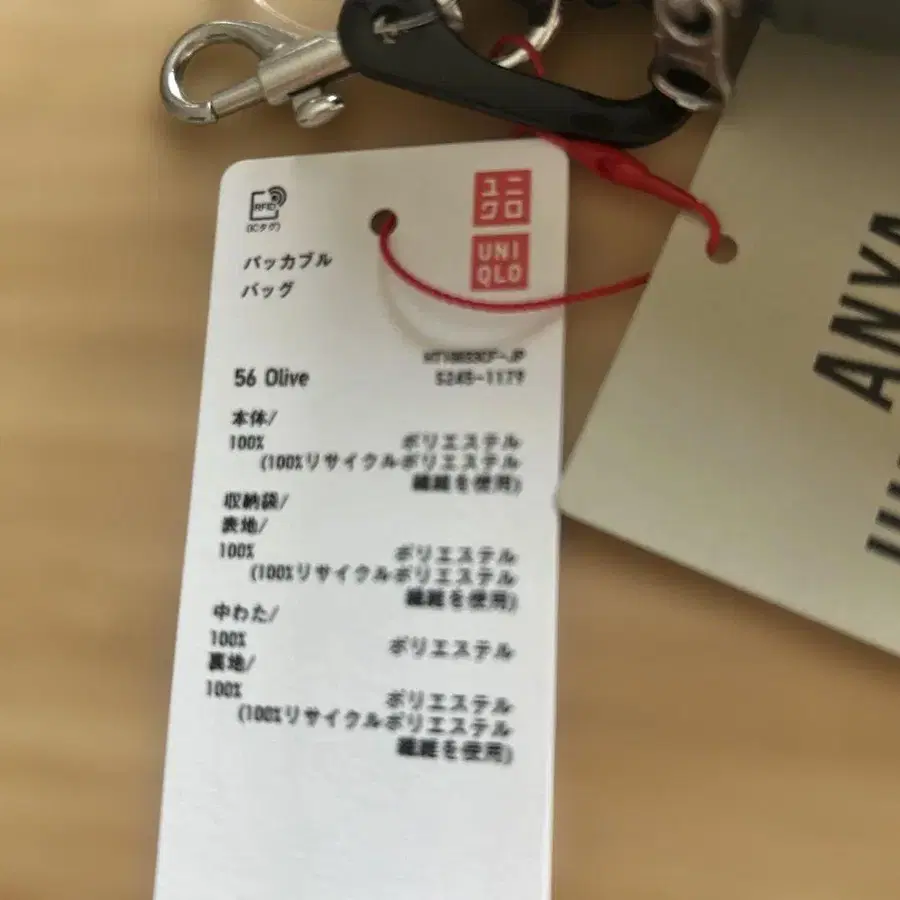 RFID
(ICタグ)
ユニ
クロ
UNI
QLO
パッカブル
バッグ
56 Olive
本体/
100% ポリエステル
(100%リサイクルポリエステル
繊維を使用)
収納袋/
表地/
100% ポリエステル
(100%リサイクルポリエステル
繊維を使用)
中わた/
100% ポリエステル
裏地/
100% ポリエステル
(100%リサイクルポリエステル
繊維を使用)
ANYA